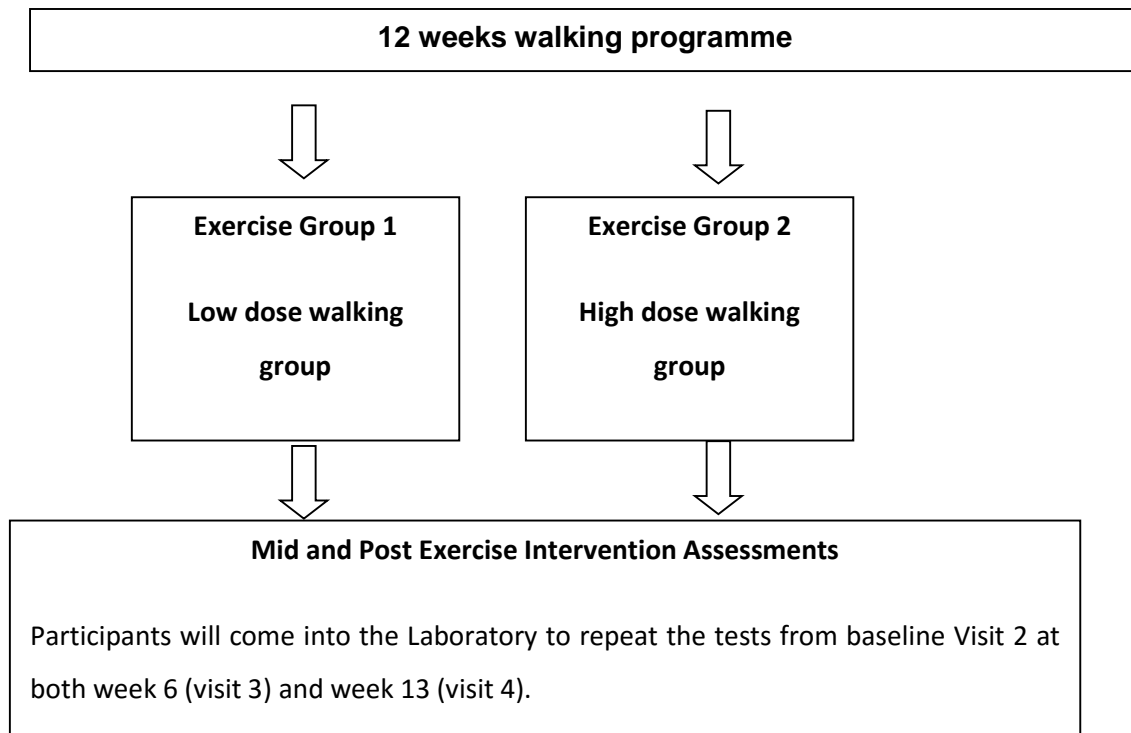 12 weeks walking programme
Exercise Group 1
Low dose walking
group
Exercise Group 2
High dose walking
group
Mid and Post Exercise Intervention Assessments
Participants will come into the Laboratory to repeat the tests from baseline Visit 2 at
both week 6 (visit 3) and week 13 (visit 4).